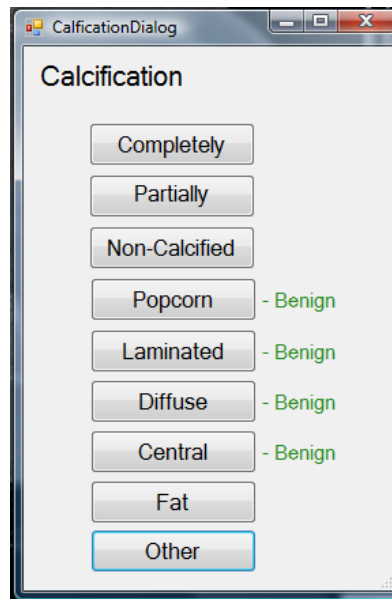 CalficationDialog
Calcification
Completely
Partially
Non-Calcified
Popcorn - Benign
Laminated - Benign
Diffuse - Benign
Central - Benign
Fat
Other